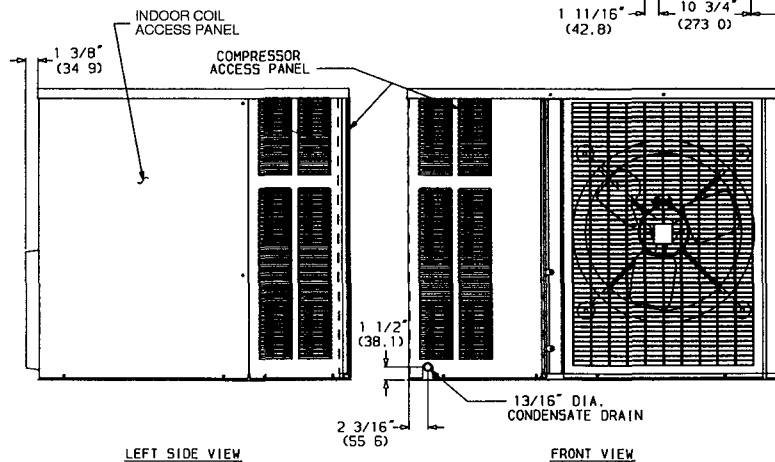 1 11/16"
(42.8)
10 3/4"
(273 0)
INDOOR COIL
ACCESS PANEL
1 3/8"
(34 9)
COMPRESSOR
ACCESS PANEL
1 1/2"
(38.1)
13/16" DIA.
CONDENSATE DRAIN
2 3/16"
(55 6)
LEFT SIDE VIEW
FRONT VIEW